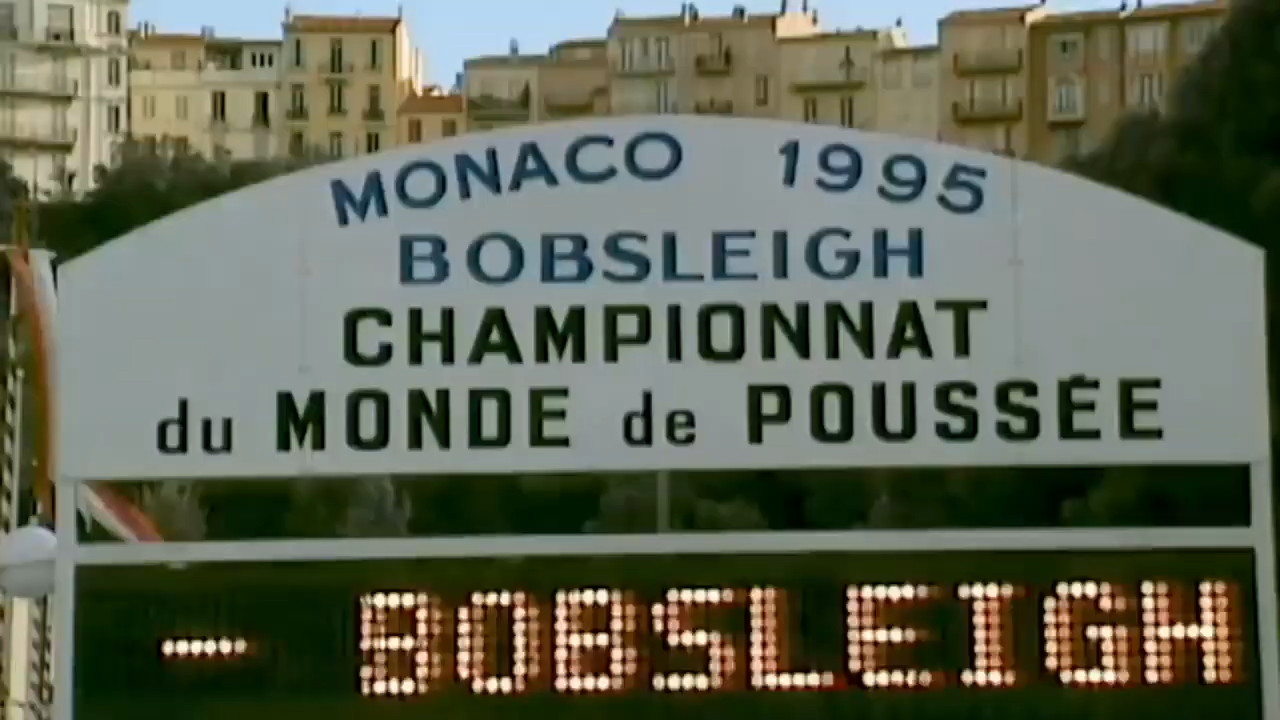 MONACO 1995
BOBSLEIGH
CHAMPIONNAT
du MONDE de POUSSÉE
- BOBSLEIGH